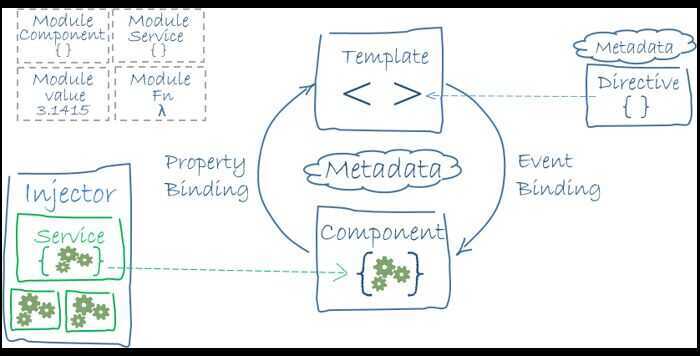 Module
Component
{ }
Module
Service
{ }
Module
value
3.1415
Module
Fn
λ
Template
< >
Metadata
Directive
{ }
Property
Binding
Metadata
Event
Binding
Injector
Service
{ }
Component
{ }